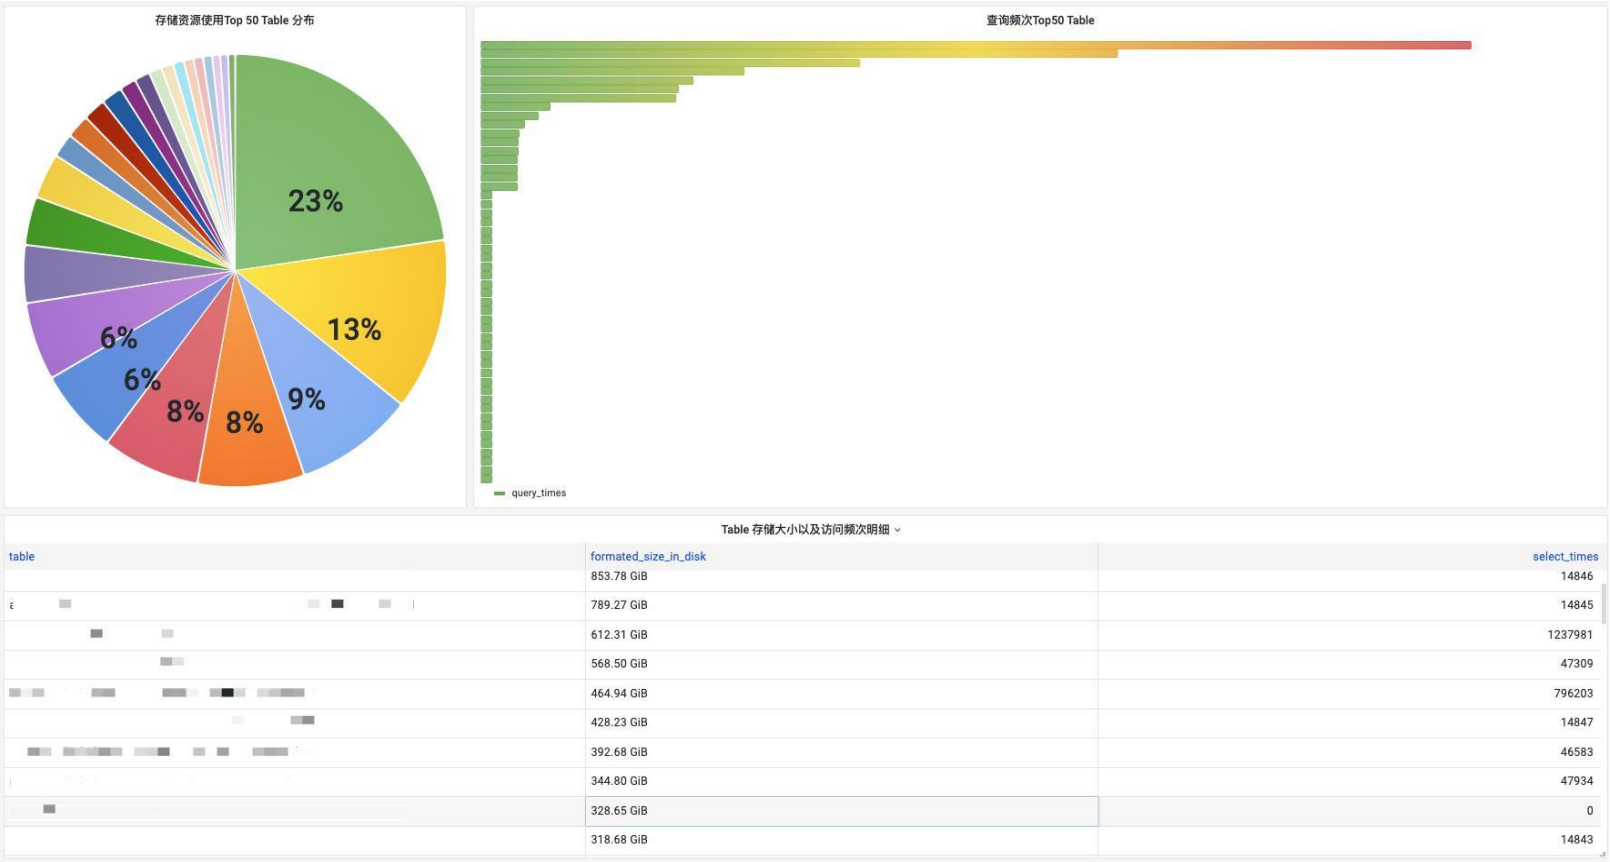 存储资源使用Top 50 Table 分布
23%
13%
9%
8%
8%
6%
6%
查询频次Top50 Table
query_times
Table 存储大小以及访问频次明细
table formated_size_in_disk select_times
853.78 GiB 14846
789.27 GiB 14845
612.31 GiB 1237981
568.50 GiB 47309
464.94 GiB 796203
428.23 GiB 14847
392.68 GiB 46583
344.80 GiB 47934
328.65 GiB 0
318.68 GiB 14843